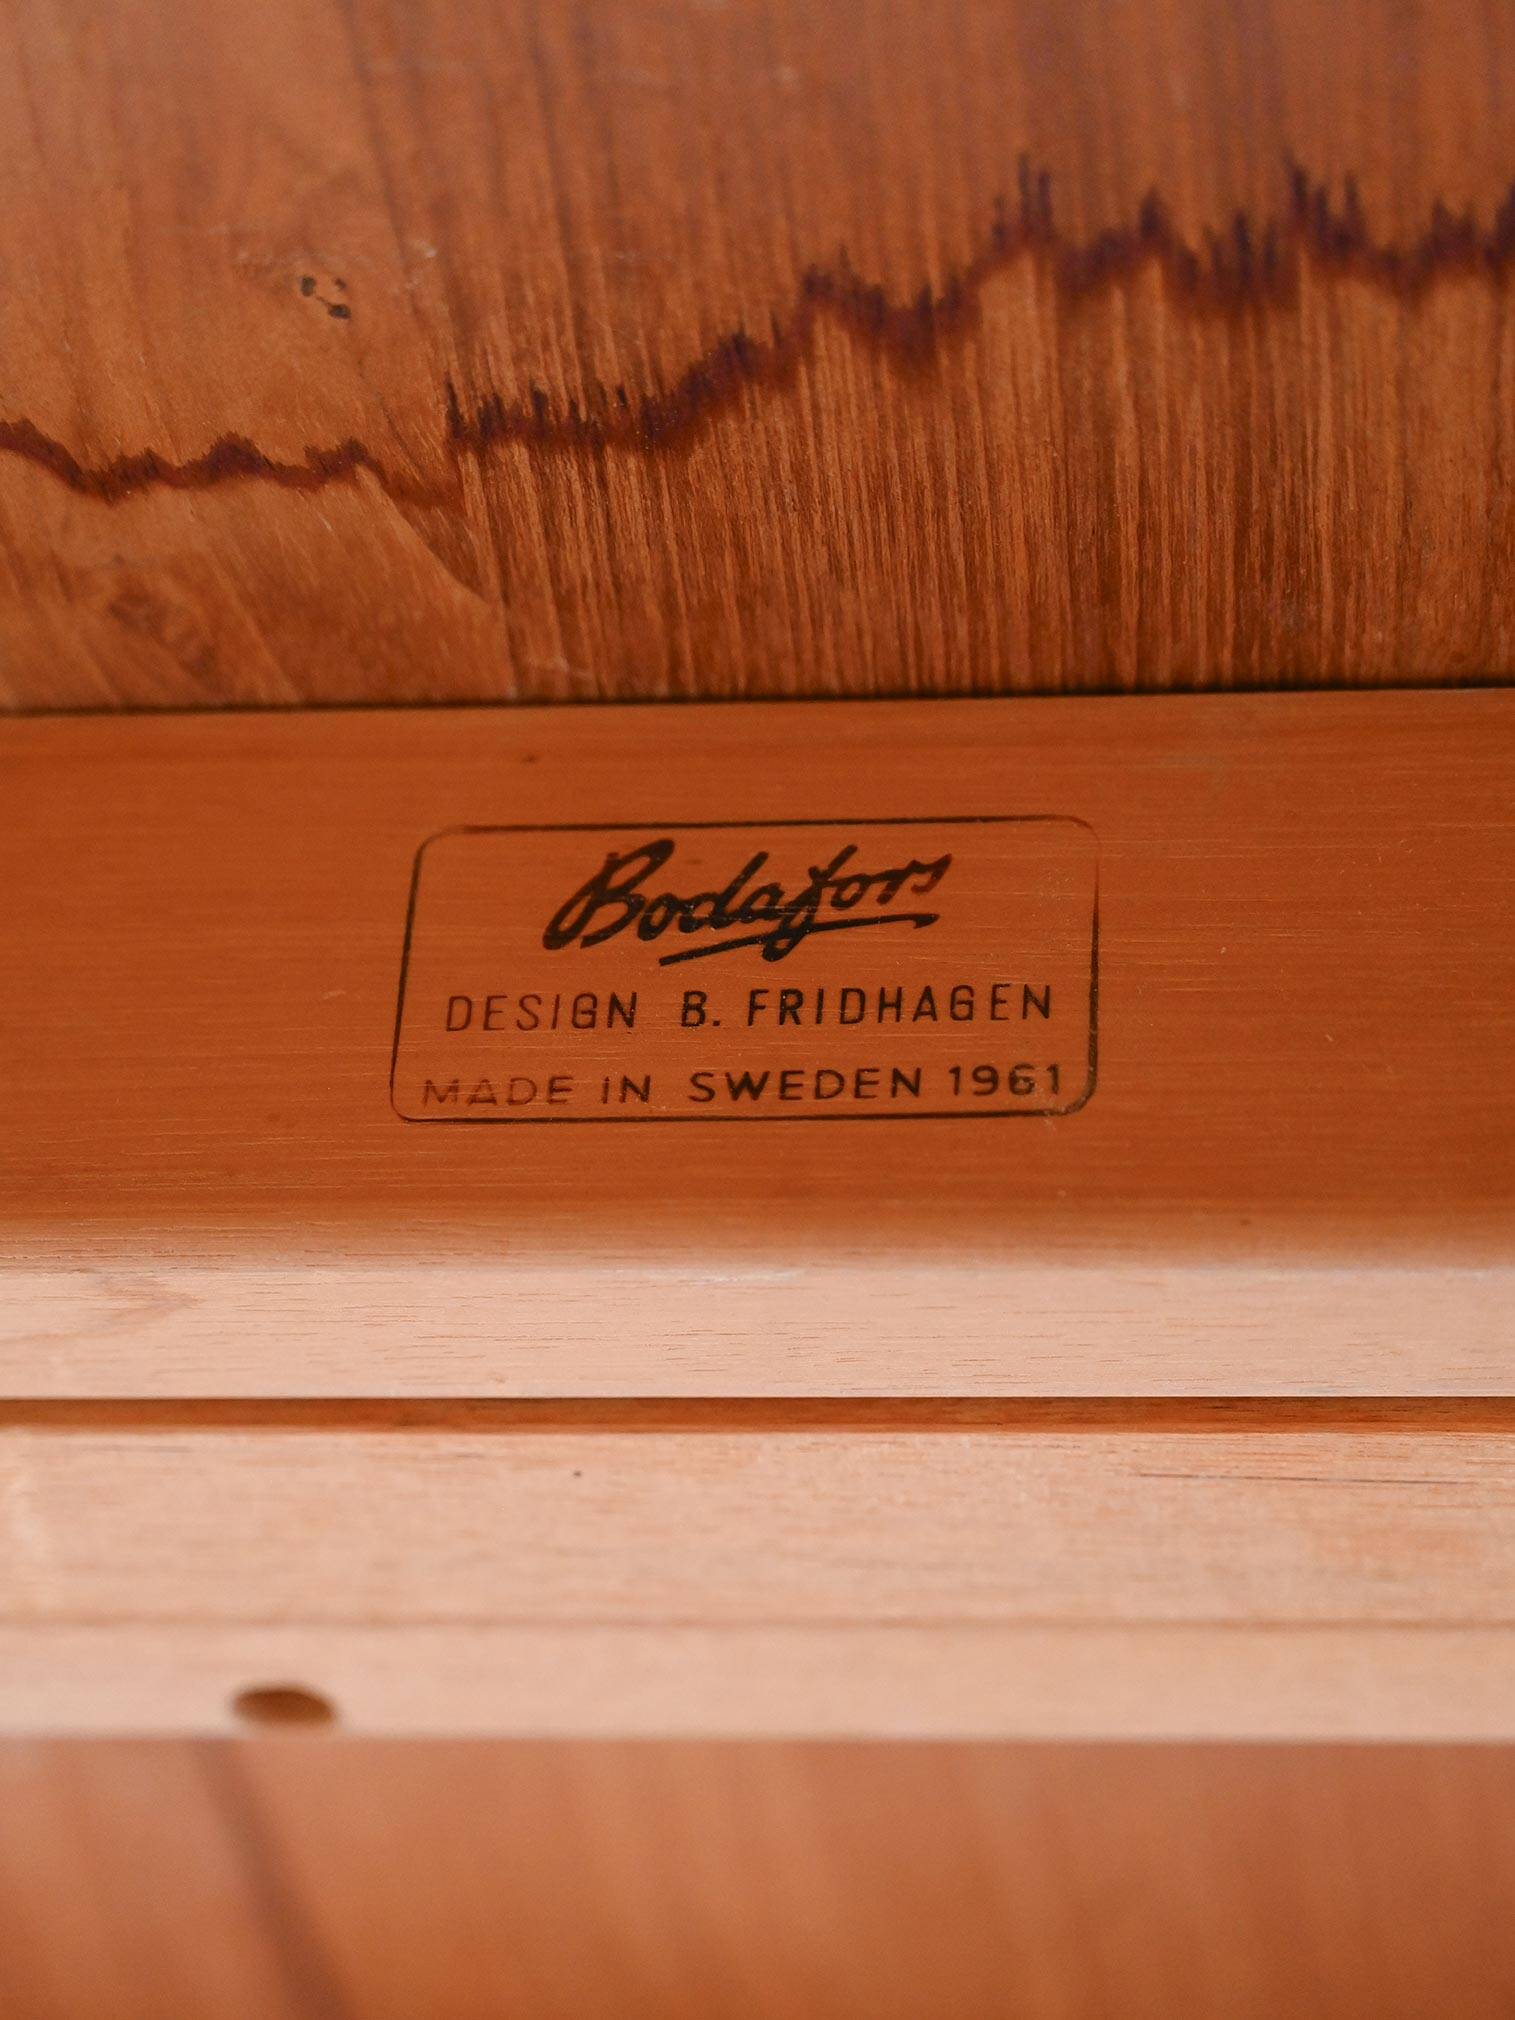 Bodafors
DESIGN B. FRIDHAGEN
MADE IN SWEDEN 1961